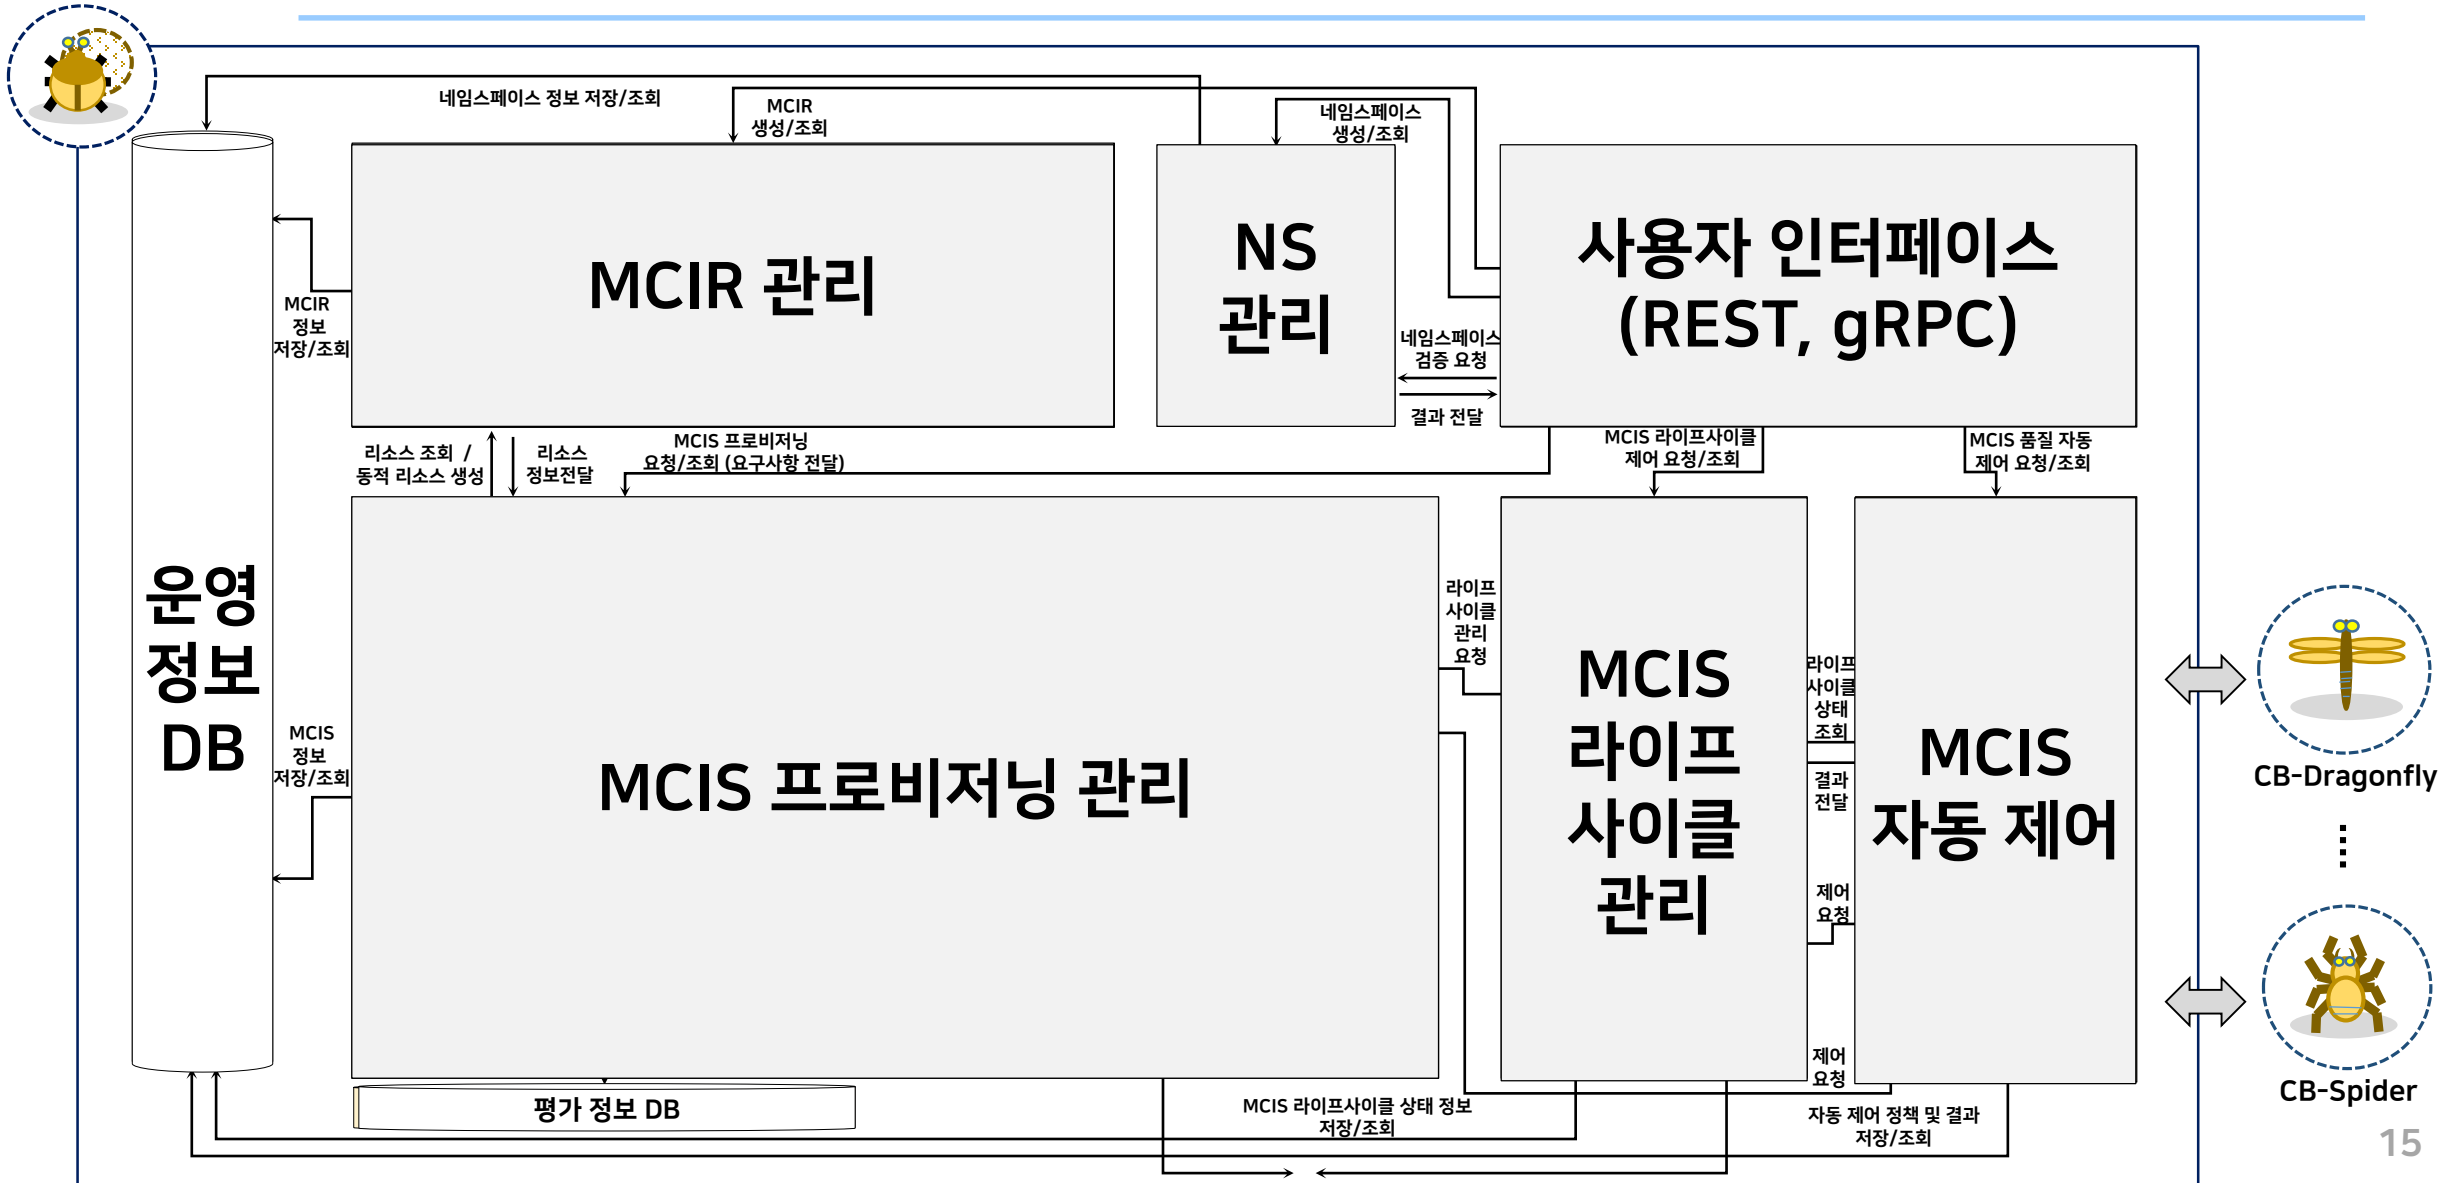 네임스페이스 정보 저장/조회
MCIR
생성/조회
네임스페이스
생성/조회
MCIR 관리
NS
관리
사용자 인터페이스
(REST, gRPC)
MCIR
정보
저장/조회
네임스페이스
검증 요청
결과 전달
리소스 조회 /
동적 리소스 생성
리소스
정보전달
MCIS 프로비저닝
요청/조회 (요구사항 전달)
MCIS 라이프사이클
제어 요청/조회
MCIS 품질 자동
제어 요청/조회
운영
정보
DB
MCIS
정보
저장/조회
MCIS 프로비저닝 관리
라이프
사이클
관리
요청
MCIS
라이프
사이클
관리
라이프
사이클
상태
조회
결과
전달
제어
요청
제어
요청
MCIS
자동 제어
CB-Dragonfly
CB-Spider
평가 정보 DB
MCIS 라이프사이클 상태 정보
저장/조회
자동 제어 정책 및 결과
저장/조회
15